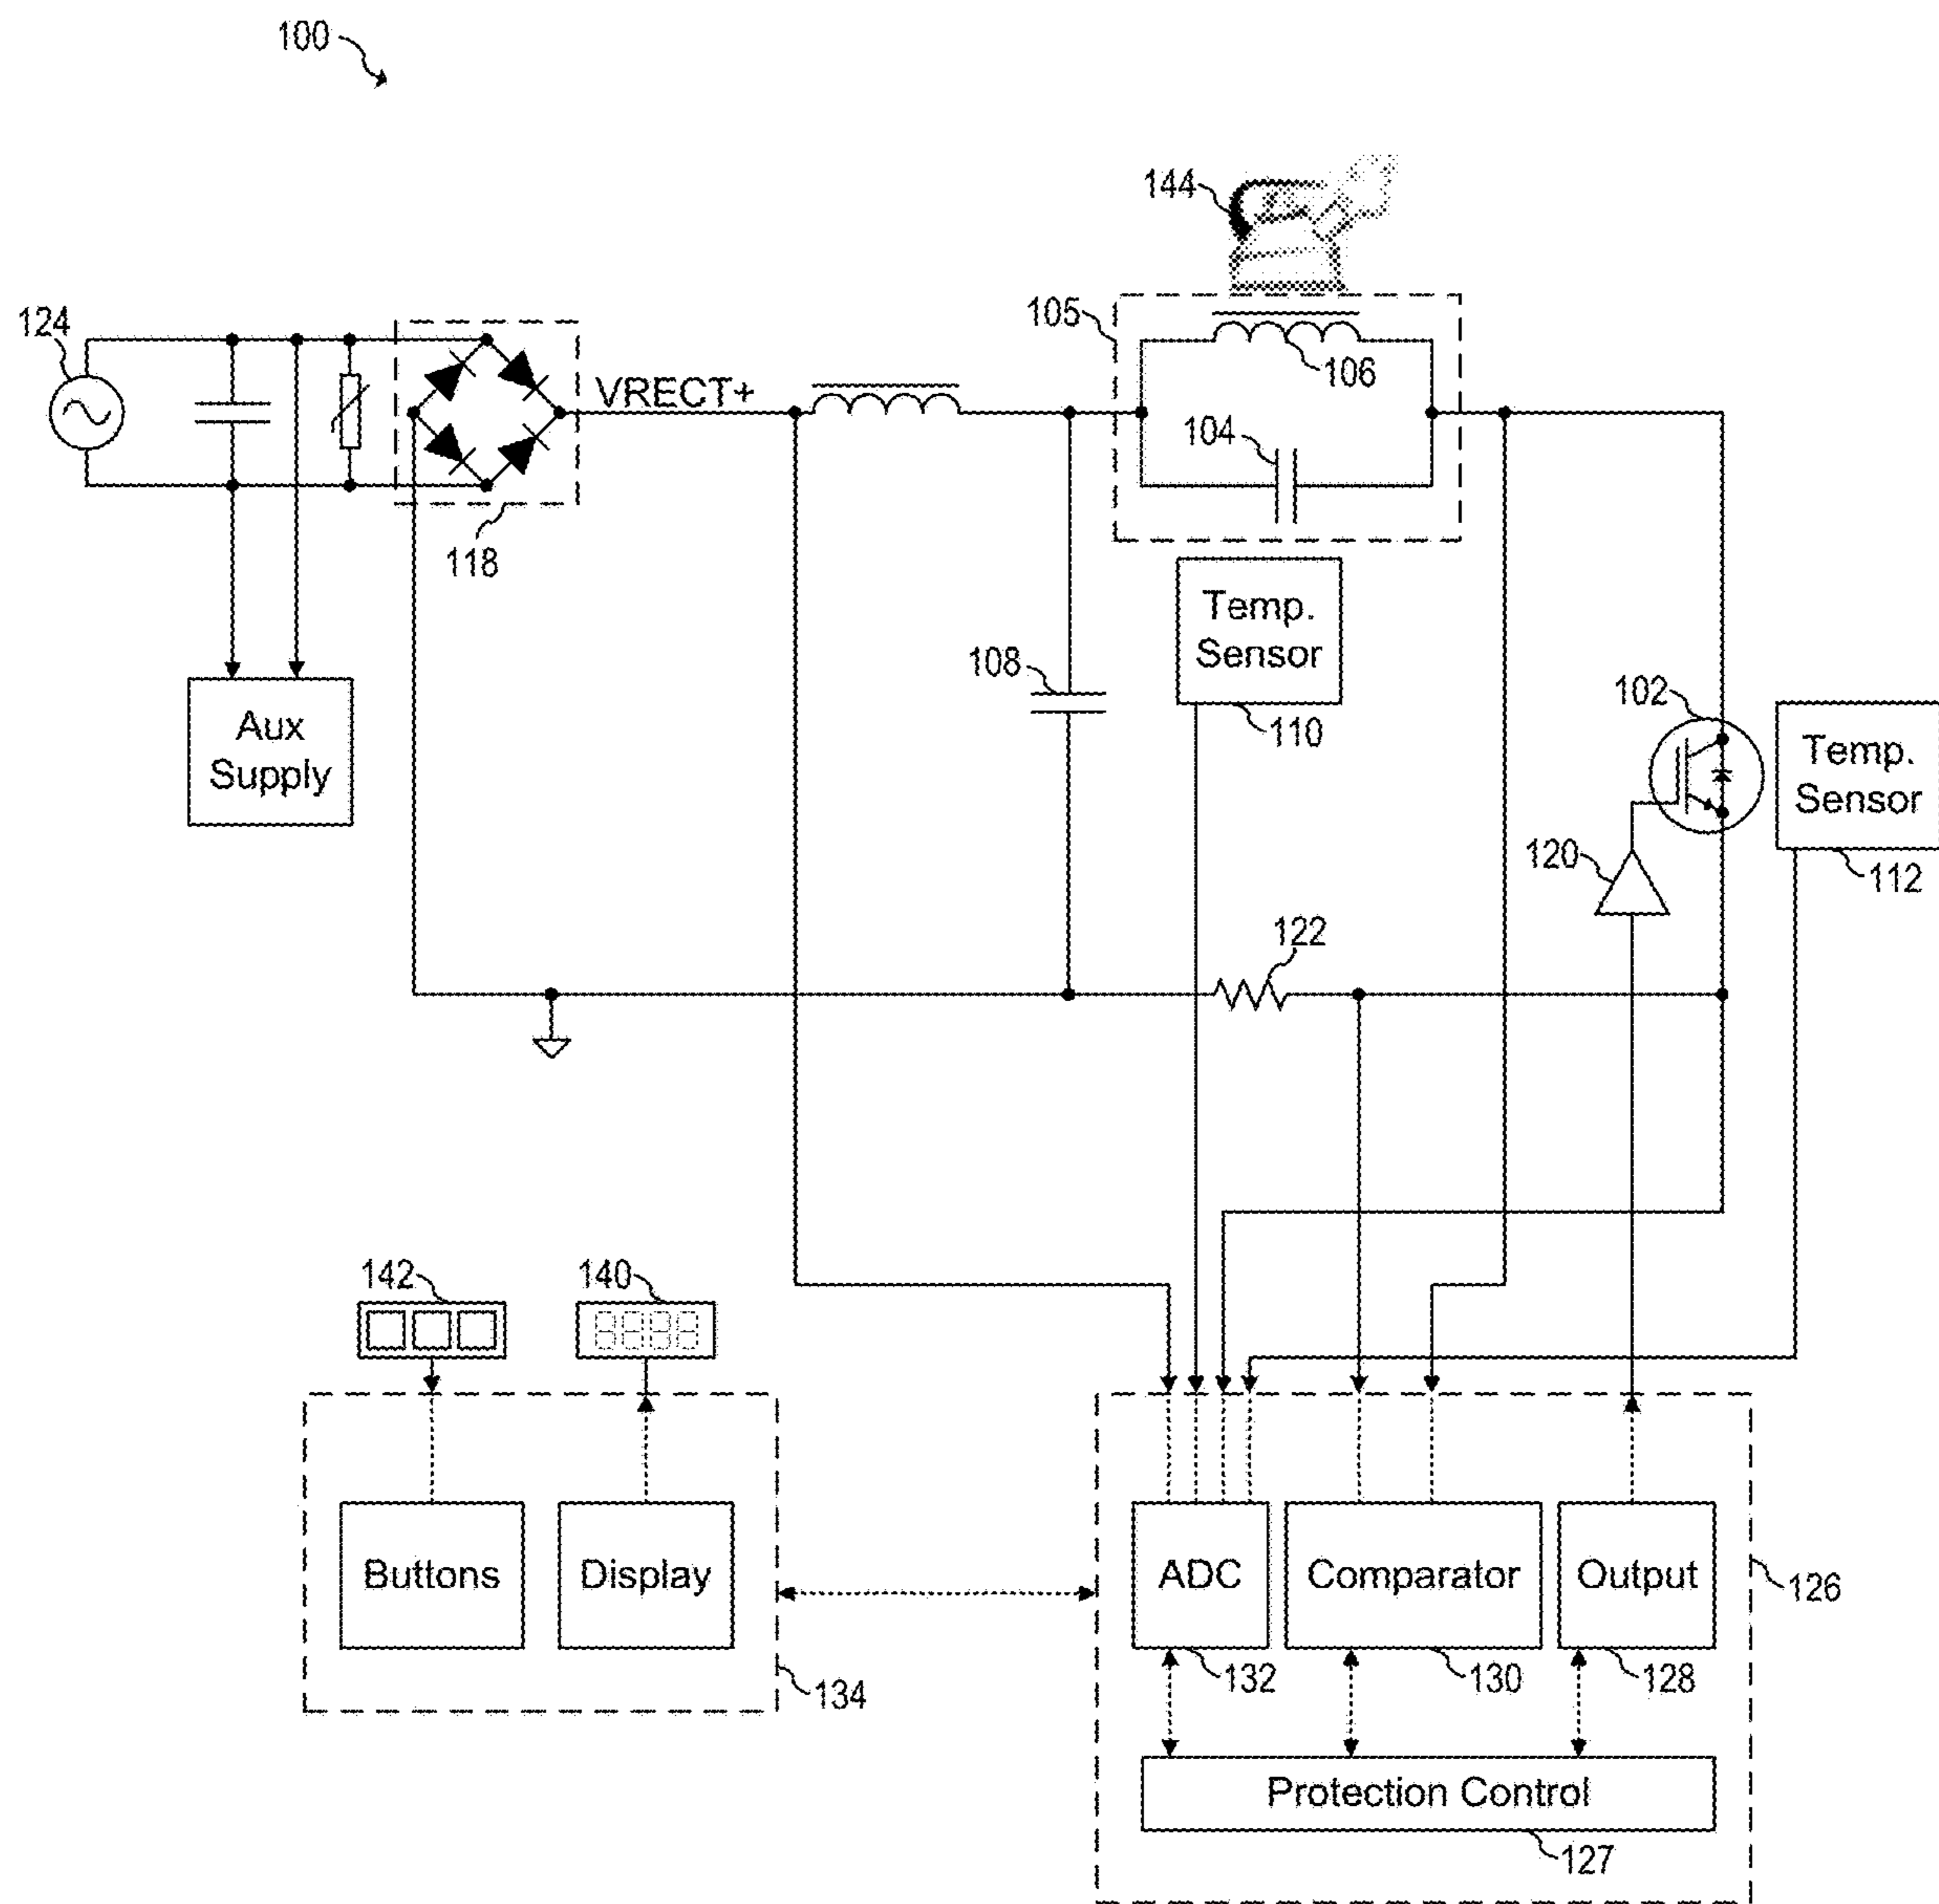 100
144
124
105
106
VRECT+
104
118
Temp.
Sensor
108
110
102
Aux
Supply
Temp.
Sensor
120
112
122
142
140
8888
Buttons
Display
ADC
Comparator
Output
126
132
130
128
134
Protection Control
127